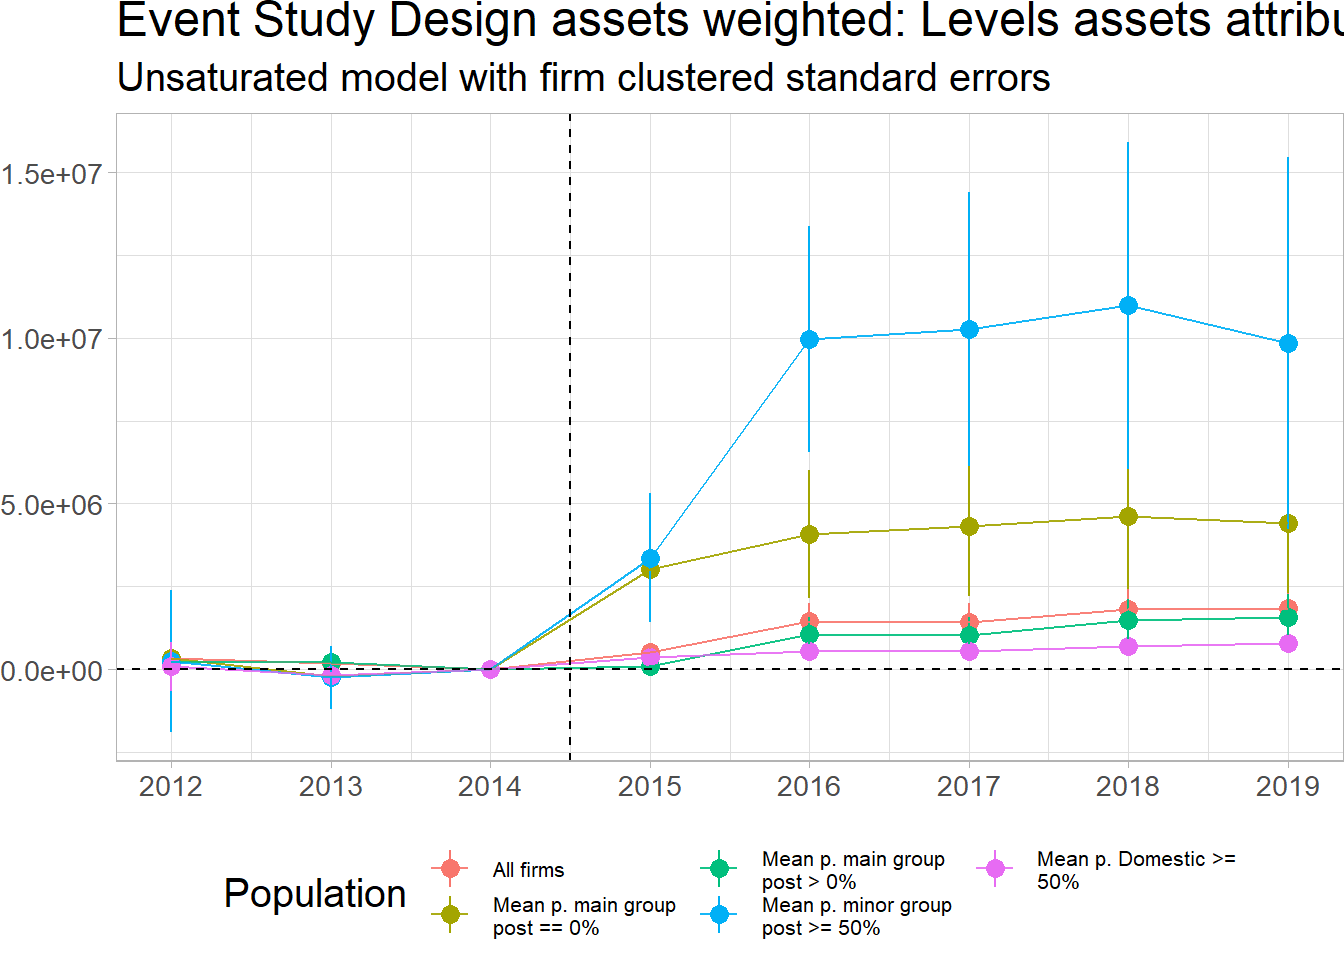 Event Study Design assets weighted: Levels assets attribu
Unsaturated model with firm clustered standard errors
1.5e+07
1.0e+07
5.0e+06
0.0e+00
2012 2013 2014 2015 2016 2017 2018 2019
Population
All firms
Mean p. main group
post == 0%
Mean p. main group
post > 0%
Mean p. minor group
post >= 50%
Mean p. Domestic >=
50%